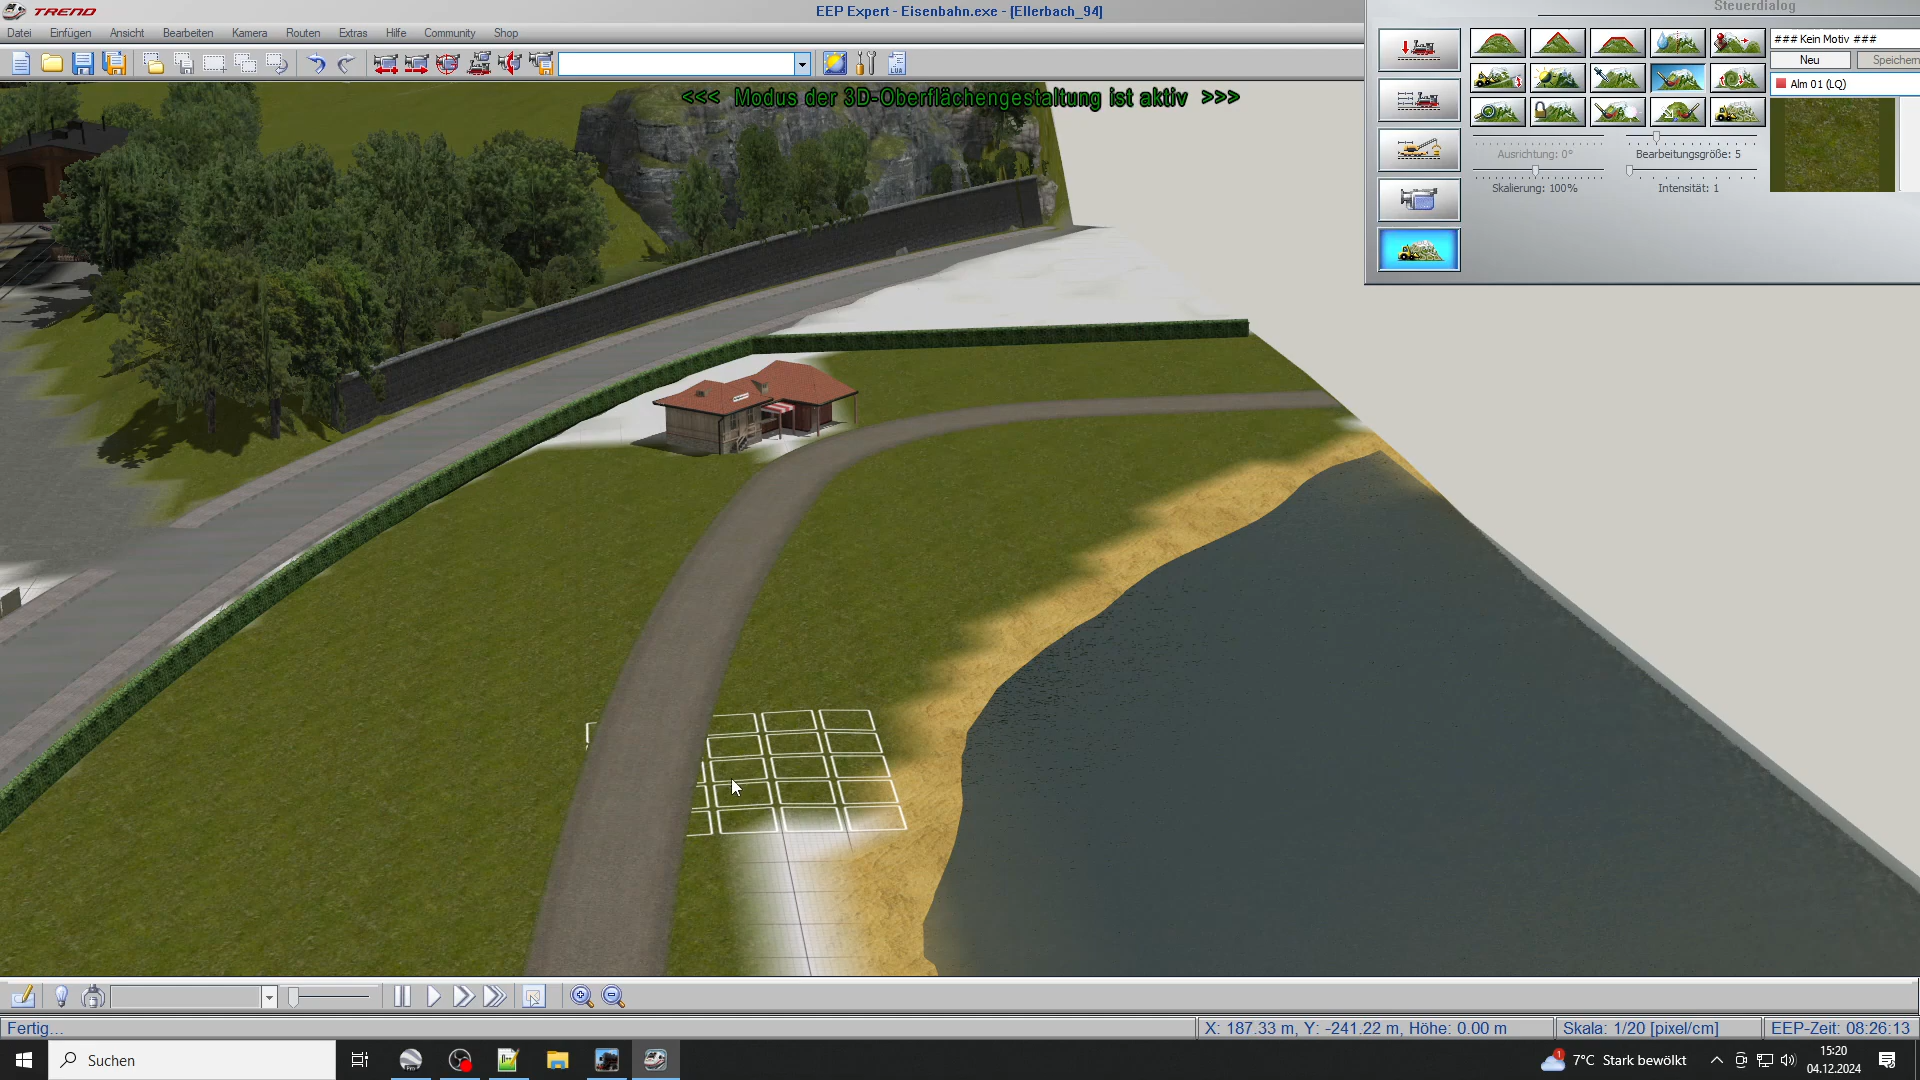 TREND
EEP Expert - Eisenbahn.exe - [Ellerbach_94]
Steuerdialog
Datei Einfügen Ansicht Bearbeiten Kamera Routen Extras Hilfe Community Shop
### Kein Motiv ###
Neu Speichern
Alm 01 (LQ)
<<< Modus der 3D-Oberflächengestaltung ist aktiv >>>
Ausrichtung: 0° Bearbeitungsgröße: 5
Skalierung: 100% Intensität: 1
Fertig...
X: 187.33 m, Y: -241.22 m, Höhe: 0.00 m
Skala: 1/20 [pixel/cm]
EEP-Zeit: 08:26:13
Suchen
1
7°C Stark bewölkt
15:20
04.12.2024